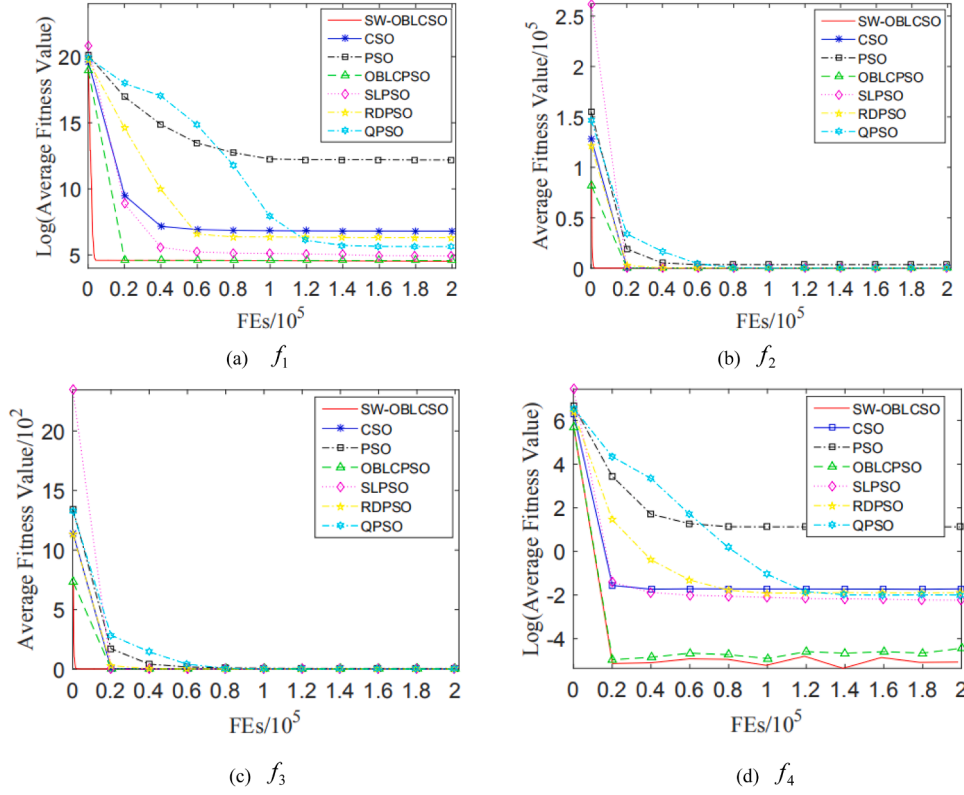 SW-OBLCSO
CSO
PSO
OBLCPSO
SLPSO
RDPSO
QPSO
Log(Average Fitness Value)
20
15
10
5
0 0.2 0.4 0.6 0.8 1 1.2 1.4 1.6 1.8 2
FEs/10^5
(a) f1
SW-OBLCSO
CSO
PSO
OBLCPSO
SLPSO
RDPSO
QPSO
Average Fitness Value/10^5
2.5
2
1.5
1
0.5
0
0 0.2 0.4 0.6 0.8 1 1.2 1.4 1.6 1.8 2
FEs/10^5
(b) f2
SW-OBLCSO
CSO
PSO
OBLCPSO
SLPSO
RDPSO
QPSO
Average Fitness Value/10^2
20
15
10
5
0
0 0.2 0.4 0.6 0.8 1 1.2 1.4 1.6 1.8 2
FEs/10^5
(c) f3
SW-OBLCSO
CSO
PSO
OBLCPSO
SLPSO
RDPSO
QPSO
Log(Average Fitness Value)
6
4
2
0
-2
-4
0 0.2 0.4 0.6 0.8 1 1.2 1.4 1.6 1.8 2
FEs/10^5
(d) f4